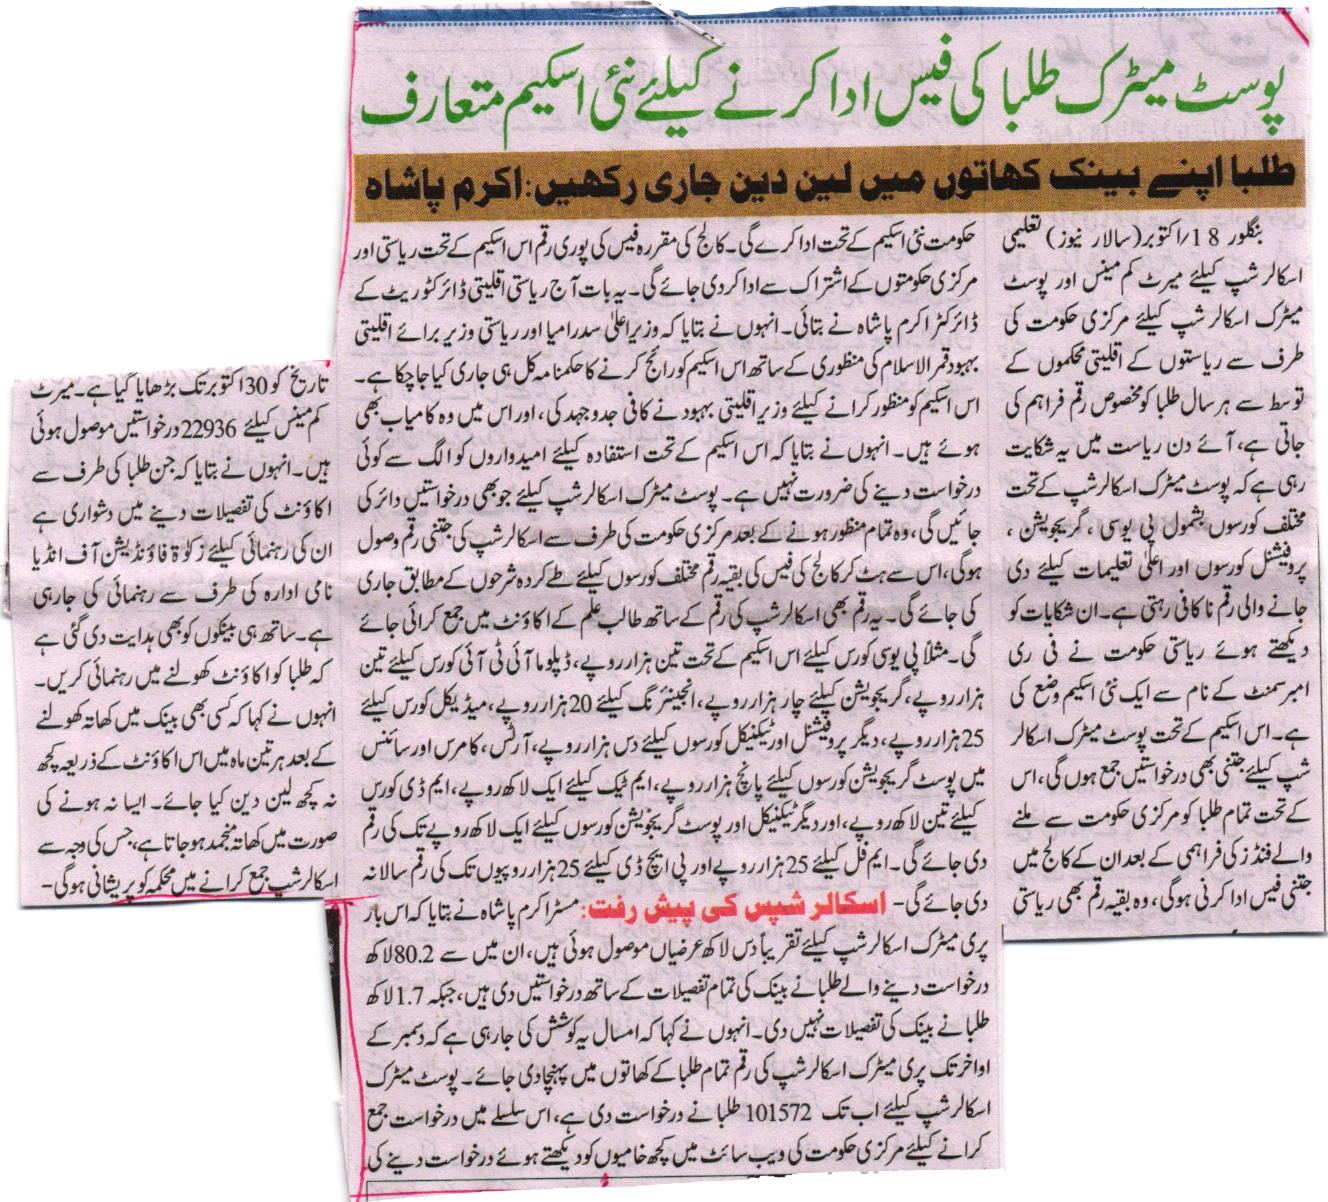 پوسٹ میٹرک طلبا کی فیس ادا کرنے کیلئے نئی اسکیم متعارف
طلبا اپنے بینک کھاتوں میں لین دین جاری رکھیں: اکرم پاشاہ
بنگلور 18/اکتوبر(سالار نیوز) تعلیمی
اسکالرشپ کیلئے میرٹ کم مینس اور پوسٹ
میٹرک اسکالرشپ کیلئے مرکزی حکومت کی
طرف سے ریاستوں کے اقلیتی محکموں کے
توسط سے ہر سال طلبا کو مخصوص رقم فراہم کی
جاتی ہے، آئے دن ریاست میں یہ شکایت
رہی ہے کہ پوسٹ میٹرک اسکالرشپ کے تحت
مختلف کورسوں بشمول پی یوسی ، گریجویشن ،
پروفیشنل کورسوں اور اعلیٰ تعلیمات کیلئے دی
جانے والی رقم ناکافی رہتی ہے۔ ان شکایات کو
دیکھتے ہوئے ریاستی حکومت نے فی ری
امبرسمنٹ کے نام سے ایک نئی اسکیم وضع کی
ہے۔ اس اسکیم کے تحت پوسٹ میٹرک اسکالر
شپ کیلئے جتنی بھی درخواستیں جمع ہوں گی، اس
کے تحت تمام طلبا کو مرکزی حکومت سے ملنے
والے فنڈز کی فراہمی کے بعد ان کے کالج میں
جتنی فیس ادا کرنی ہوگی، وہ بقیہ رقم بھی ریاستی
حکومت نئی اسکیم کے تحت ادا کرے گی۔ کالج کی مقررہ فیس کی پوری رقم اس اسکیم کے تحت ریاستی اور
مرکزی حکومتوں کے اشتراک سے ادا کردی جائے گی۔ یہ بات آج ریاستی اقلیتی ڈائرکٹوریٹ کے
ڈائرکٹر اکرم پاشاہ نے بتائی۔ انہوں نے بتایا کہ وزیر اعلیٰ سدرامیا اور ریاستی وزیر برائے اقلیتی
بہبود قمر الاسلام کی منظوری کے ساتھ اس اسکیم کو رائج کرنے کا حکمنامہ کل ہی جاری کیا جاچکا ہے۔
اس اسکیم کو منظور کرانے کیلئے وزیر اقلیتی بہبود نے کافی جدوجہد کی، اور اس میں وہ کامیاب بھی
ہوئے ہیں۔ انہوں نے بتایا کہ اس اسکیم کے تحت استفادہ کیلئے امیدواروں کو الگ سے کوئی
درخواست دینے کی ضرورت نہیں ہے۔ پوسٹ میٹرک اسکالرشپ کیلئے جو بھی درخواستیں دائر کی
جائیں گی، وہ تمام منظور ہونے کے بعد مرکزی حکومت کی طرف سے اسکالرشپ کی جتنی رقم وصول
ہوگی، اس سے ہٹ کر کالج کی فیس کی بقیہ رقم مختلف کورسوں کیلئے طے کردہ شرحوں کے مطابق جاری
کی جائے گی۔ یہ رقم بھی اسکالرشپ کی رقم کے ساتھ طالب علم کے اکاؤنٹ میں جمع کرائی جائے
گی۔ مثلاً پی یوسی کورس کیلئے اس اسکیم کے تحت تین ہزار روپے، ڈپلوما آئی ٹی آئی کورس کیلئے تین
ہزار روپے، گریجویشن کیلئے چار ہزار روپے، انجینئرنگ کیلئے 20 ہزار روپے، میڈیکل کورس کیلئے
25 ہزار روپے، دیگر پروفیشنل اور ٹیکنیکل کورسوں کیلئے دس ہزار روپے، آرٹس، کامرس اور سائنس
میں پوسٹ گریجویشن کورسوں کیلئے پانچ ہزار روپے، ایم ٹیک کیلئے ایک لاکھ روپے، ایم ڈی کورس
کیلئے تین لاکھ روپے، اور دیگر ٹیکنیکل اور پوسٹ گریجویشن کورسوں کیلئے ایک لاکھ روپے تک کی رقم
دی جائے گی۔ ایم فل کیلئے 25 ہزار روپے اور پی ایچ ڈی کیلئے 25 ہزار روپیوں تک کی رقم سالانہ
دی جائے گی۔ اسکالر شپس کی پیش رفت: مسٹر اکرم پاشاہ نے بتایا کہ اس بار
پری میٹرک اسکالرشپ کیلئے تقریباً دس لاکھ عرضیاں موصول ہوئی ہیں، ان میں سے 80.2 لاکھ
درخواست دینے والے طلبا نے بینک کی تمام تفصیلات کے ساتھ درخواستیں دی ہیں، جبکہ 1.7 لاکھ
طلبا نے بینک کی تفصیلات نہیں دی۔ انہوں نے کہا کہ امسال یہ کوشش کی جارہی ہے کہ دسمبر کے
اواخر تک پری میٹرک اسکالرشپ کی رقم تمام طلبا کے کھاتوں میں پہنچا دی جائے۔ پوسٹ میٹرک
اسکالرشپ کیلئے اب تک 101572 طلبا نے درخواست دی ہے، اس سلسلے میں درخواست جمع
کرانے کیلئے مرکزی حکومت کی ویب سائٹ میں کچھ خامیوں کو دیکھتے ہوئے درخواست دینے کی
تاریخ کو 30 اکتوبر تک بڑھایا گیا ہے۔ میرٹ
کم مینس کیلئے 22936 درخواستیں موصول ہوئی
ہیں۔ انہوں نے بتایا کہ جن طلبا کی طرف سے
اکاؤنٹ کی تفصیلات دینے میں دشواری ہے
ان کی رہنمائی کیلئے زکوٰة فاؤنڈیشن آف انڈیا
نامی ادارہ کی طرف سے رہنمائی کی جارہی
ہے۔ ساتھ ہی بینکوں کو بھی ہدایت دی گئی ہے
کہ طلبا کو اکاؤنٹ کھولنے میں رہنمائی کریں۔
انہوں نے کہا کہ کسی بھی بینک میں کھاتہ کھولنے
کے بعد ہر تین ماہ میں اس اکاؤنٹ کے ذریعہ کچھ
نہ کچھ لین دین کیا جائے۔ ایسا نہ ہونے کی
صورت میں کھاتہ منجمد ہوجاتا ہے، جس کی وجہ سے
اسکالرشپ جمع کرانے میں محکمہ کو پریشانی ہوگی۔